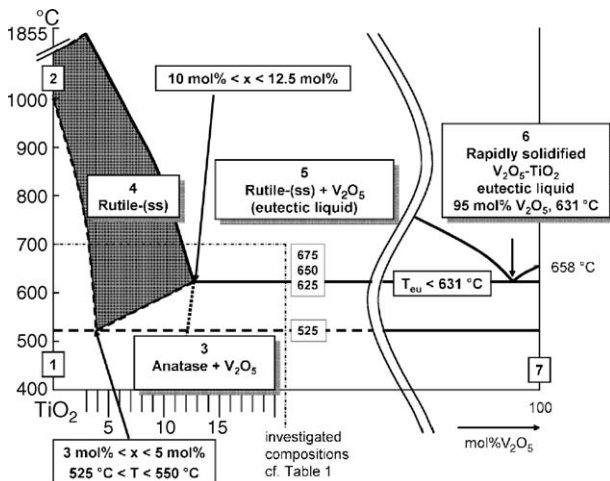 °C
1855
1000
900
800
700
600
500
400
2
10 mol% < x < 12.5 mol%
4
Rutile-(ss)
5
Rutile-(ss) + V₂O₅
(eutectic liquid)
6
Rapidly solidified
V₂O₅-TiO₂
eutectic liquid
95 mol% V₂O₅, 631 °C
675
650
625
T_eu < 631 °C
658 °C
525
1
3
Anatase + V₂O₅
7
TiO₂
5
10
15
100
3 mol% < x < 5 mol%
525 °C < T < 550 °C
investigated
compositions
cf. Table 1
mol%V₂O₅